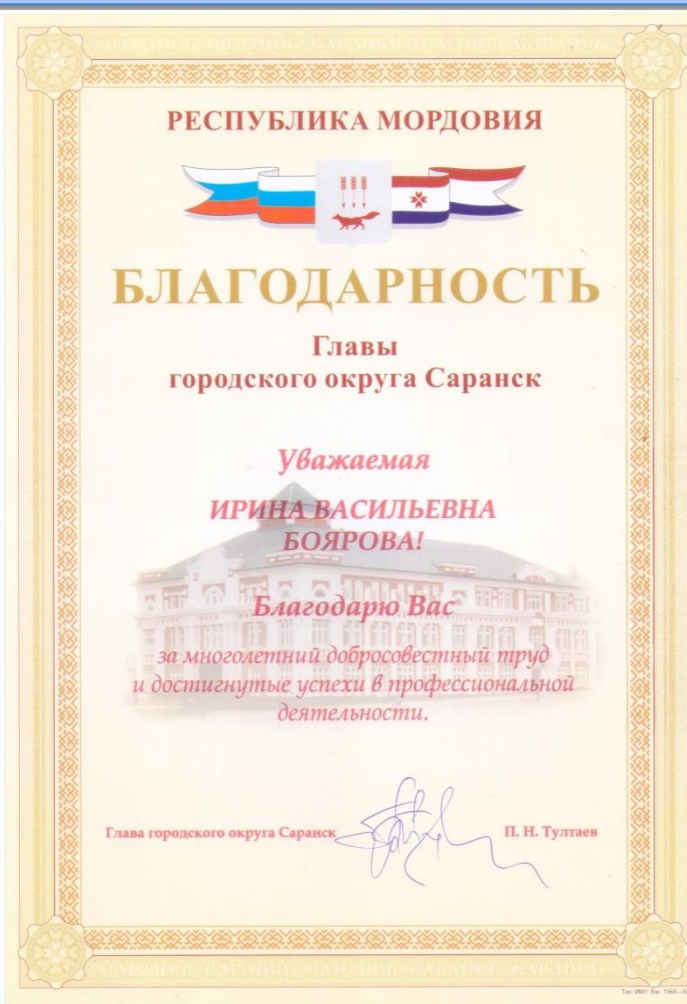 РЕСПУБЛИКА МОРДОВИЯ
БЛАГОДАРНОСТЬ
Главы
городского округа Саранск
Уважаемая
ИРИНА ВАСИЛЬЕВНА
БОЯРОВА!
Благодарю Вас
за многолетний добросовестный труд
и достигнутые успехи в профессиональной
деятельности.
Глава городского округа Саранск П. Н. Тултаев